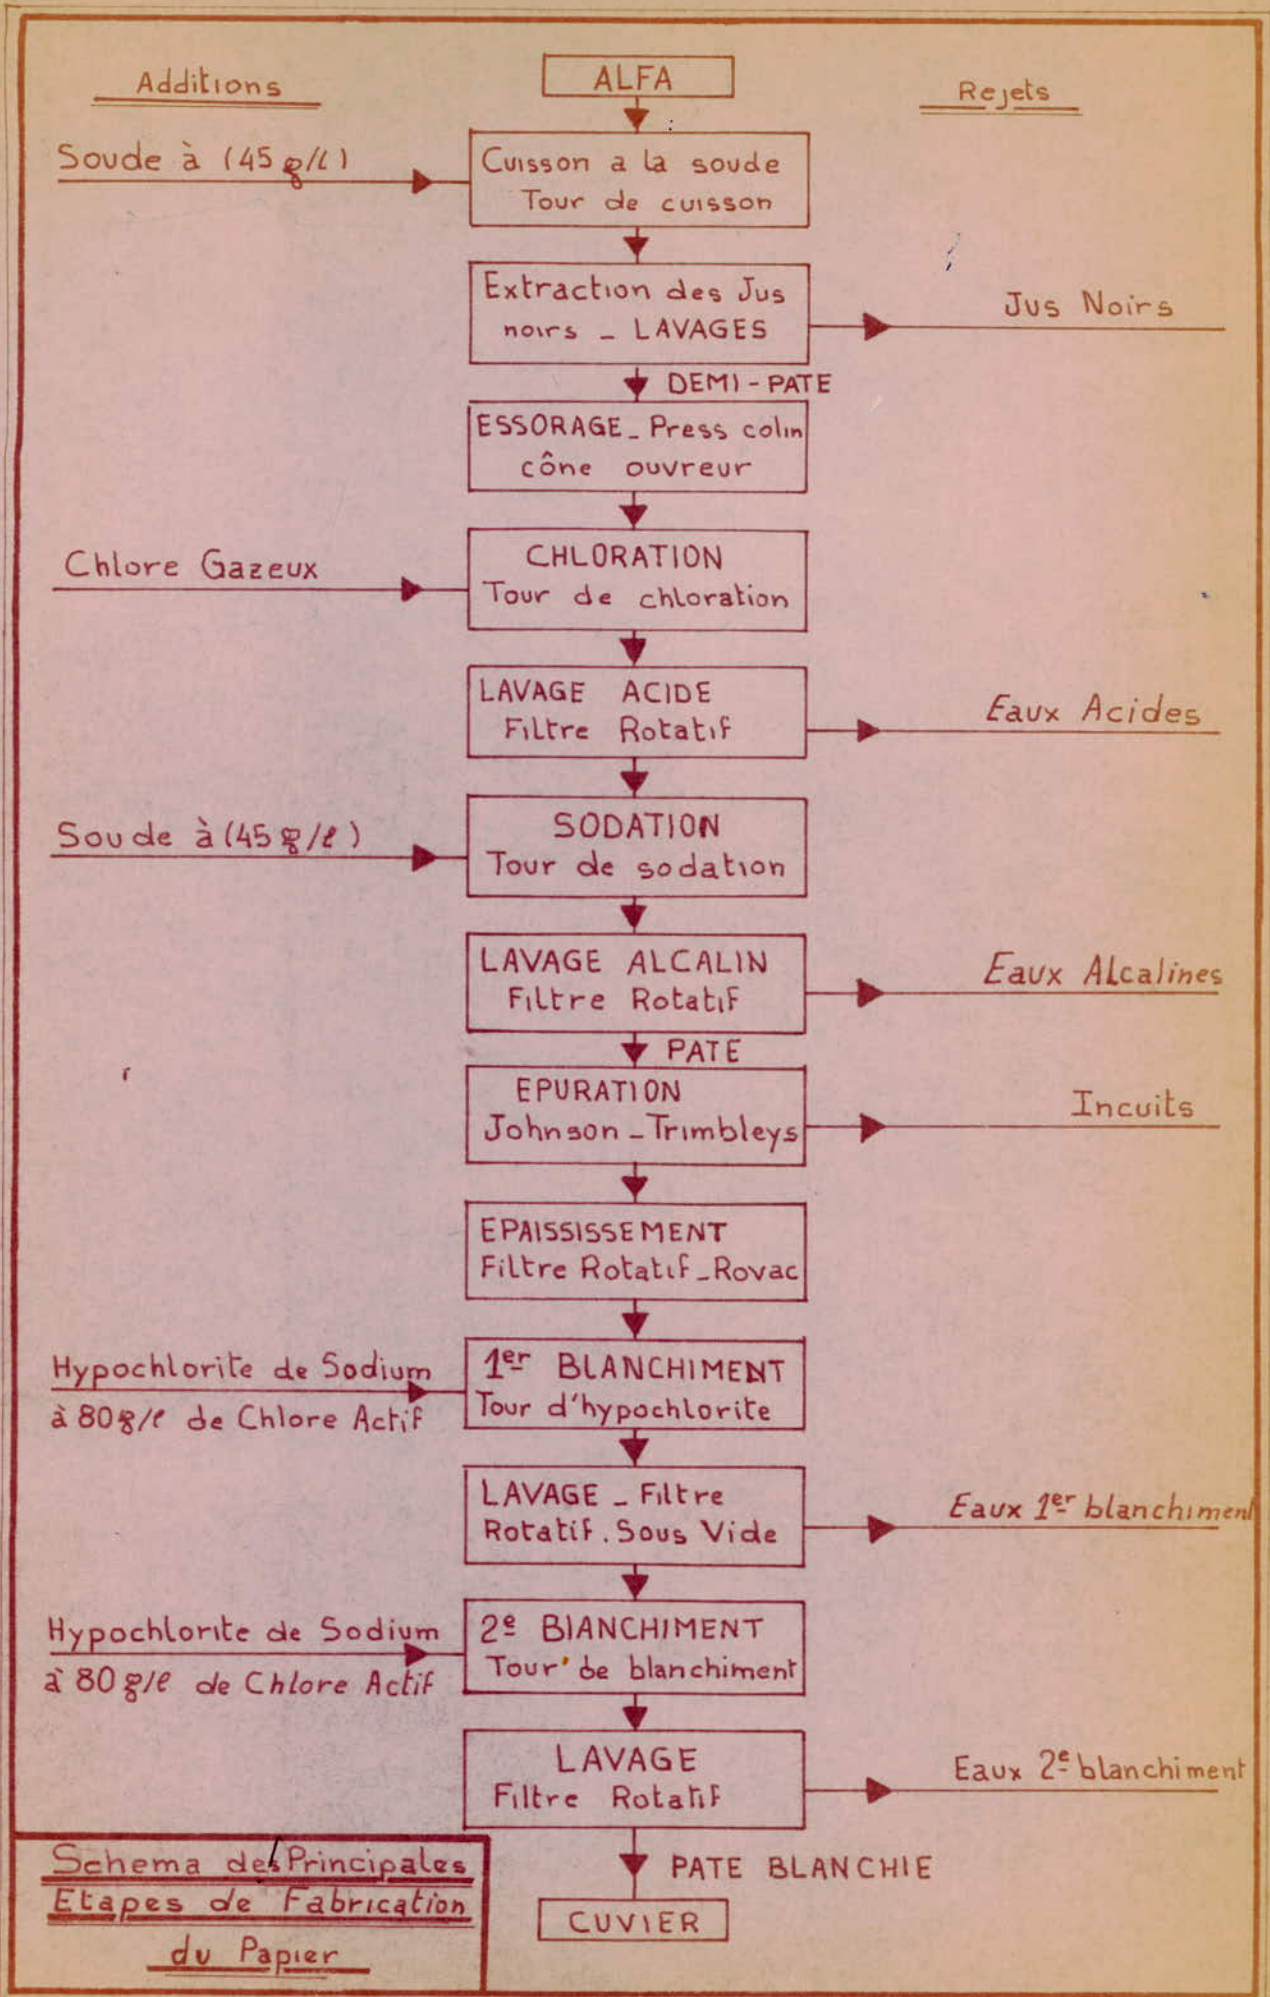 Additions
ALFA
Rejets
Soude à (45 g/l)
Cuisson a la soude
Tour de cuisson
Extraction des Jus
noirs _ LAVAGES
Jus Noirs
DEMI - PATE
ESSORAGE _ Press colin
cône ouvreur
Chlore Gazeux
CHLORATION
Tour de chloration
LAVAGE ACIDE
Filtre Rotatif
Eaux Acides
Soude à (45 g/l)
SODATION
Tour de sodation
LAVAGE ALCALIN
Filtre Rotatif
Eaux Alcalines
PATE
EPURATION
Johnson _ Trimbleys
Incuits
EPAISSISSEMENT
Filtre Rotatif _ Rovac
Hypochlorite de Sodium
à 80 g/l de Chlore Actif
1er BLANCHIMENT
Tour d'hypochlorite
LAVAGE _ Filtre
Rotatif. Sous Vide
Eaux 1er blanchiment
Hypochlorite de Sodium
à 80 g/l de Chlore Actif
2e BIANCHIMENT
Tour de blanchiment
LAVAGE
Filtre Rotatif
Eaux 2e blanchiment
PATE BLANCHIE
CUVIER
Schema des Principales
Etapes de Fabrication
du Papier